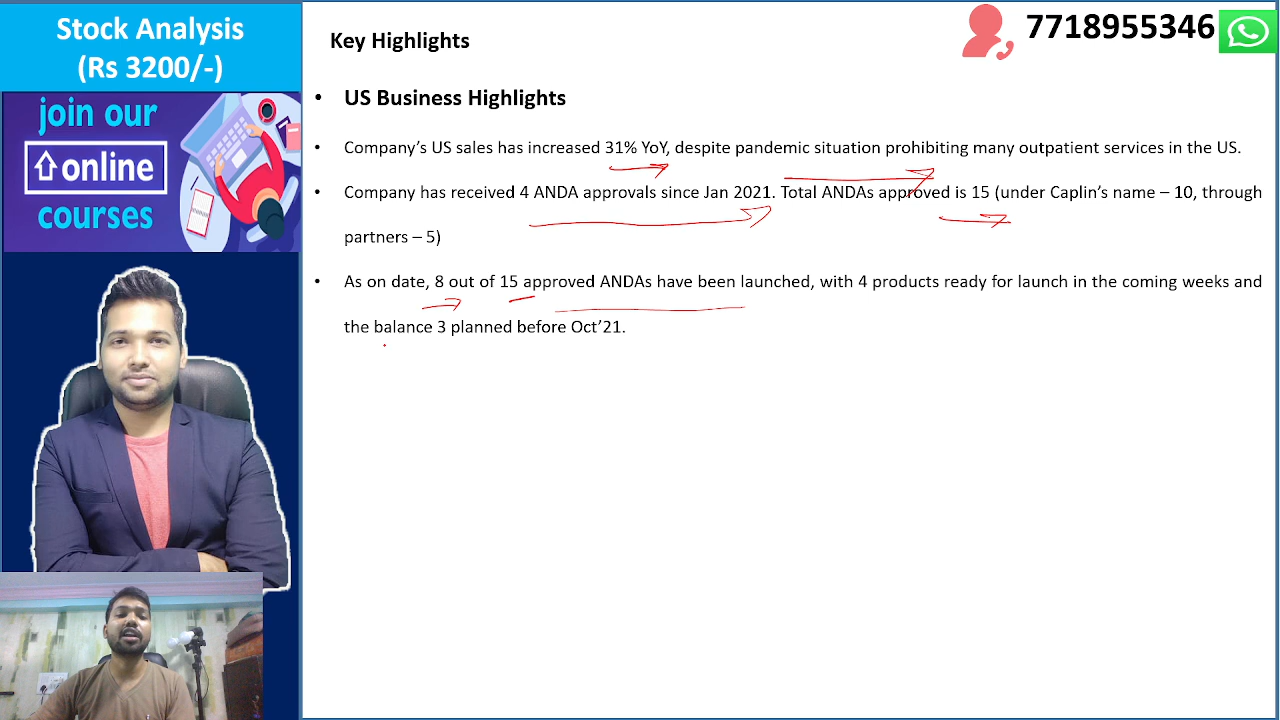 Stock Analysis
(Rs 3200/-)
join our
online
courses
7718955346
Key Highlights
• US Business Highlights
• Company's US sales has increased 31% YoY, despite pandemic situation prohibiting many outpatient services in the US.
• Company has received 4 ANDA approvals since Jan 2021. Total ANDAs approved is 15 (under Caplin's name – 10, through
partners – 5)
• As on date, 8 out of 15 approved ANDAs have been launched, with 4 products ready for launch in the coming weeks and
the balance 3 planned before Oct'21.